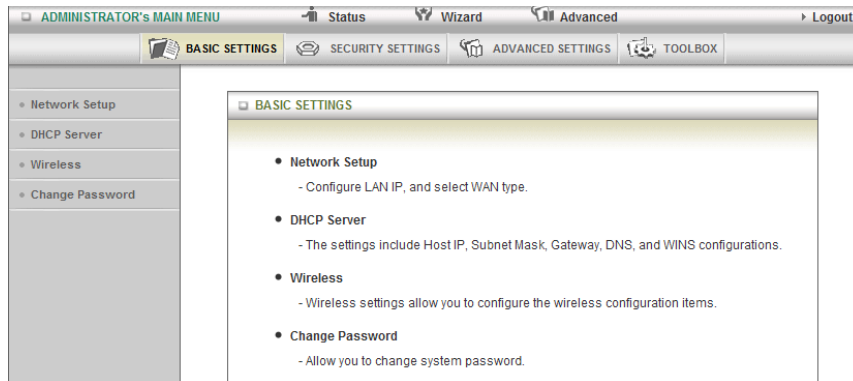 ADMINISTRATOR's MAIN MENU Status Wizard Advanced Logout
BASIC SETTINGS SECURITY SETTINGS ADVANCED SETTINGS TOOLBOX
Network Setup
DHCP Server
Wireless
Change Password
BASIC SETTINGS
Network Setup
- Configure LAN IP, and select WAN type.
DHCP Server
- The settings include Host IP, Subnet Mask, Gateway, DNS, and WINS configurations.
Wireless
- Wireless settings allow you to configure the wireless configuration items.
Change Password
- Allow you to change system password.